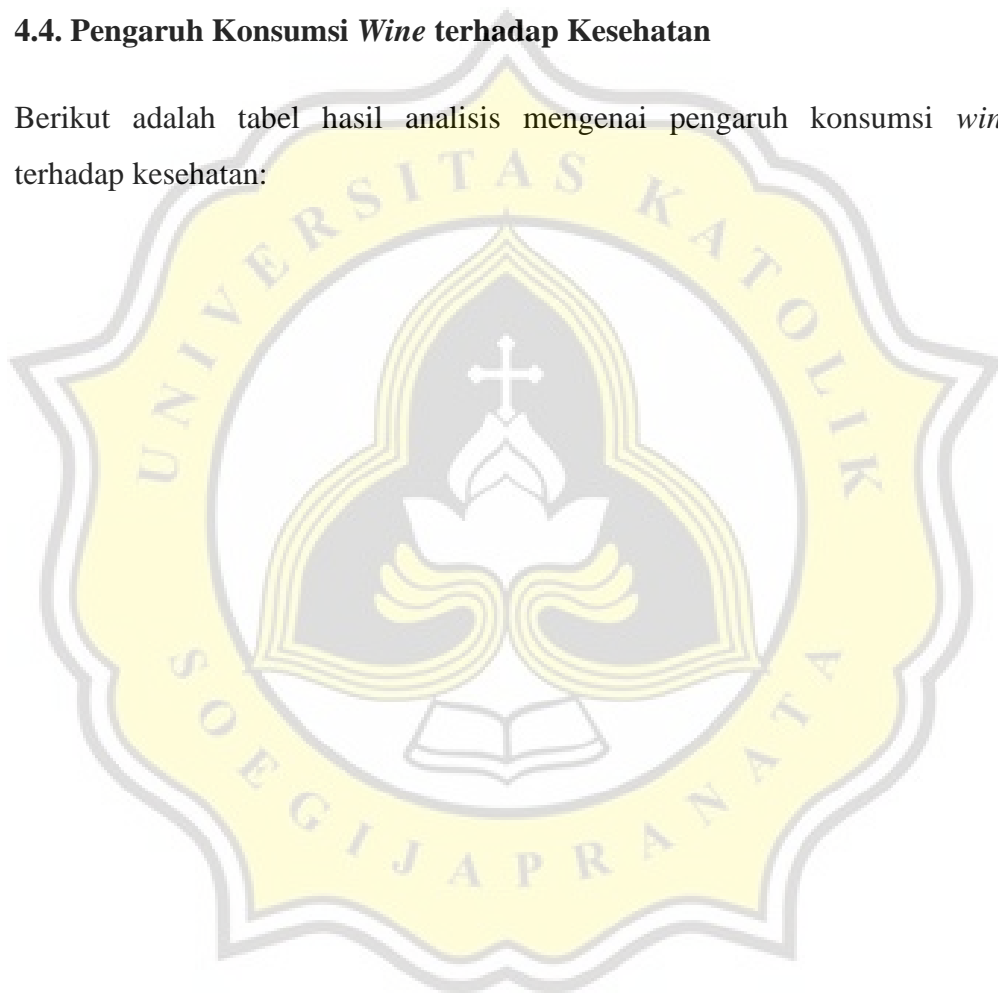 4.4. Pengaruh Konsumsi Wine terhadap Kesehatan
Berikut adalah tabel hasil analisis mengenai pengaruh konsumsi win
terhadap kesehatan:
UNIVERSITAS KATOLIK
SOEGIJAPRANATA